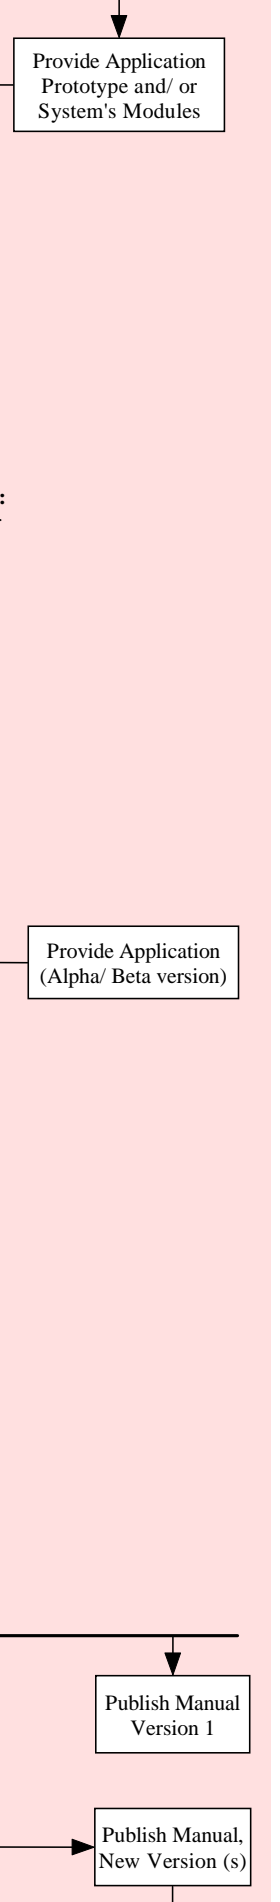 Provide Application
Prototype and/ or
System's Modules
:
Provide Application
(Alpha/ Beta version)
Publish Manual
Version 1
Publish Manual,
New Version (s)